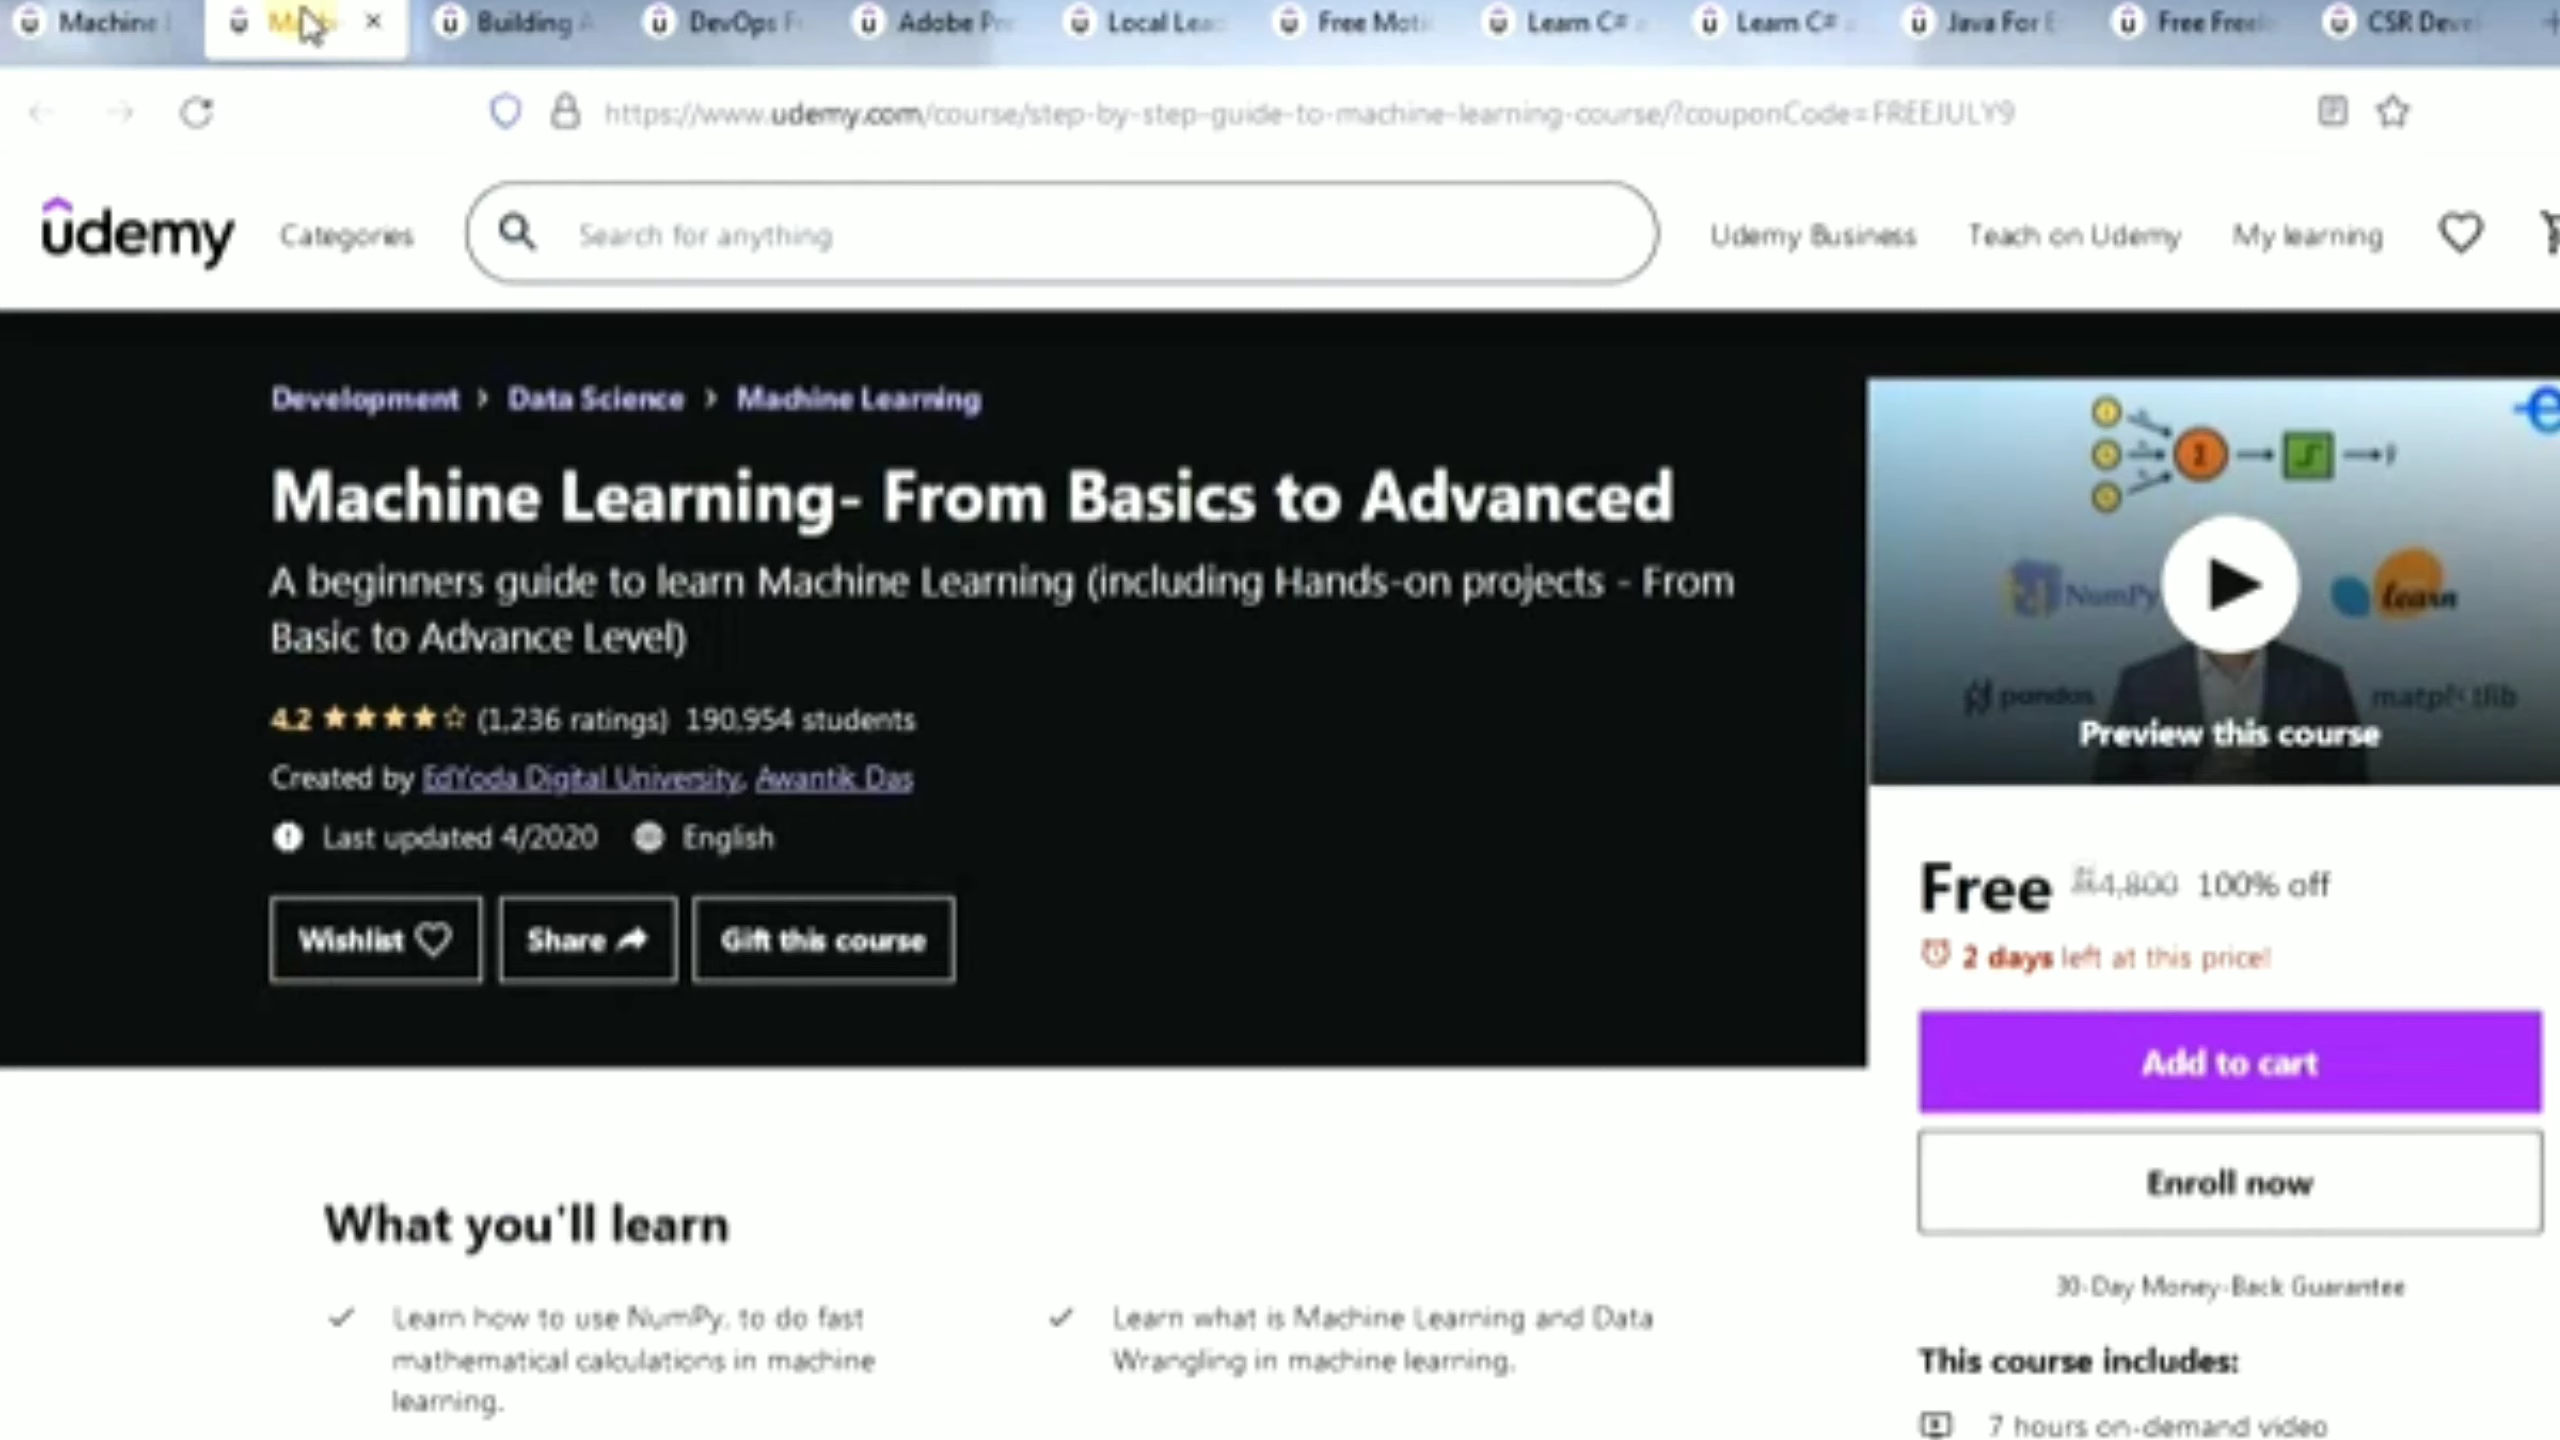 Machine
Building
DevOps
Adobe
Local
Free
Learn C#
Learn C#
Java For
Free
CSR
https://www.udemy.com/course/step-by-step-guide-to-machine-learning-course/?couponCode=FREEJULY9
udemy
Categories
Search for anything
Udemy Business
Teach on Udemy
My learning
Development › Data Science › Machine Learning
Machine Learning- From Basics to Advanced
A beginners guide to learn Machine Learning (including Hands-on projects - From
Basic to Advance Level)
4.2 ★★★★☆ (1,236 ratings) 190,954 students
Created by EdYoda Digital University, Awantik Das
Last updated 4/2020 English
Wishlist
Share
Gift this course
NumPy
learn
pandas
Preview this course
Free 4,800 100% off
2 days left at this price!
Add to cart
Enroll now
30-Day Money-Back Guarantee
This course includes:
7 hours on-demand video
What you'll learn
✓ Learn how to use NumPy, to do fast
mathematical calculations in machine
learning.
✓ Learn what is Machine Learning and Data
Wrangling in machine learning.